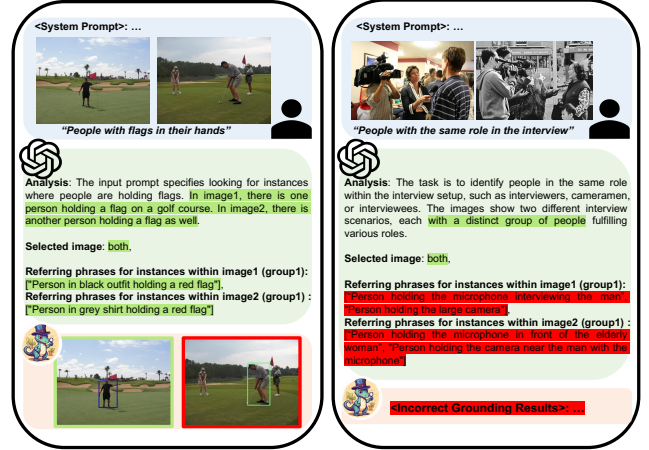 <System Prompt>: ...
"People with flags in their hands"
Analysis: The input prompt specifies looking for instances
where people are holding flags. In image1, there is one
person holding a flag on a golf course. In image2, there is
another person holding a flag as well.
Selected image: both,
Referring phrases for instances within image1 (group1):
["Person in black outfit holding a red flag"],
Referring phrases for instances within image2 (group1) :
["Person in grey shirt holding a red flag"]
<System Prompt>: ...
"People with the same role in the interview"
Analysis: The task is to identify people in the same role
within the interview setup, such as interviewers, cameramen,
or interviewees. The images show two different interview
scenarios, each with a distinct group of people fulfilling
various roles.
Selected image: both,
Referring phrases for instances within image1 (group1):
["Person holding the microphone interviewing the man",
"Person holding the large camera"],
Referring phrases for instances within image2 (group1) :
["Person holding the microphone in front of the elderly
woman", "Person holding the camera near the man with the
microphone"]
<Incorrect Grounding Results>: ...